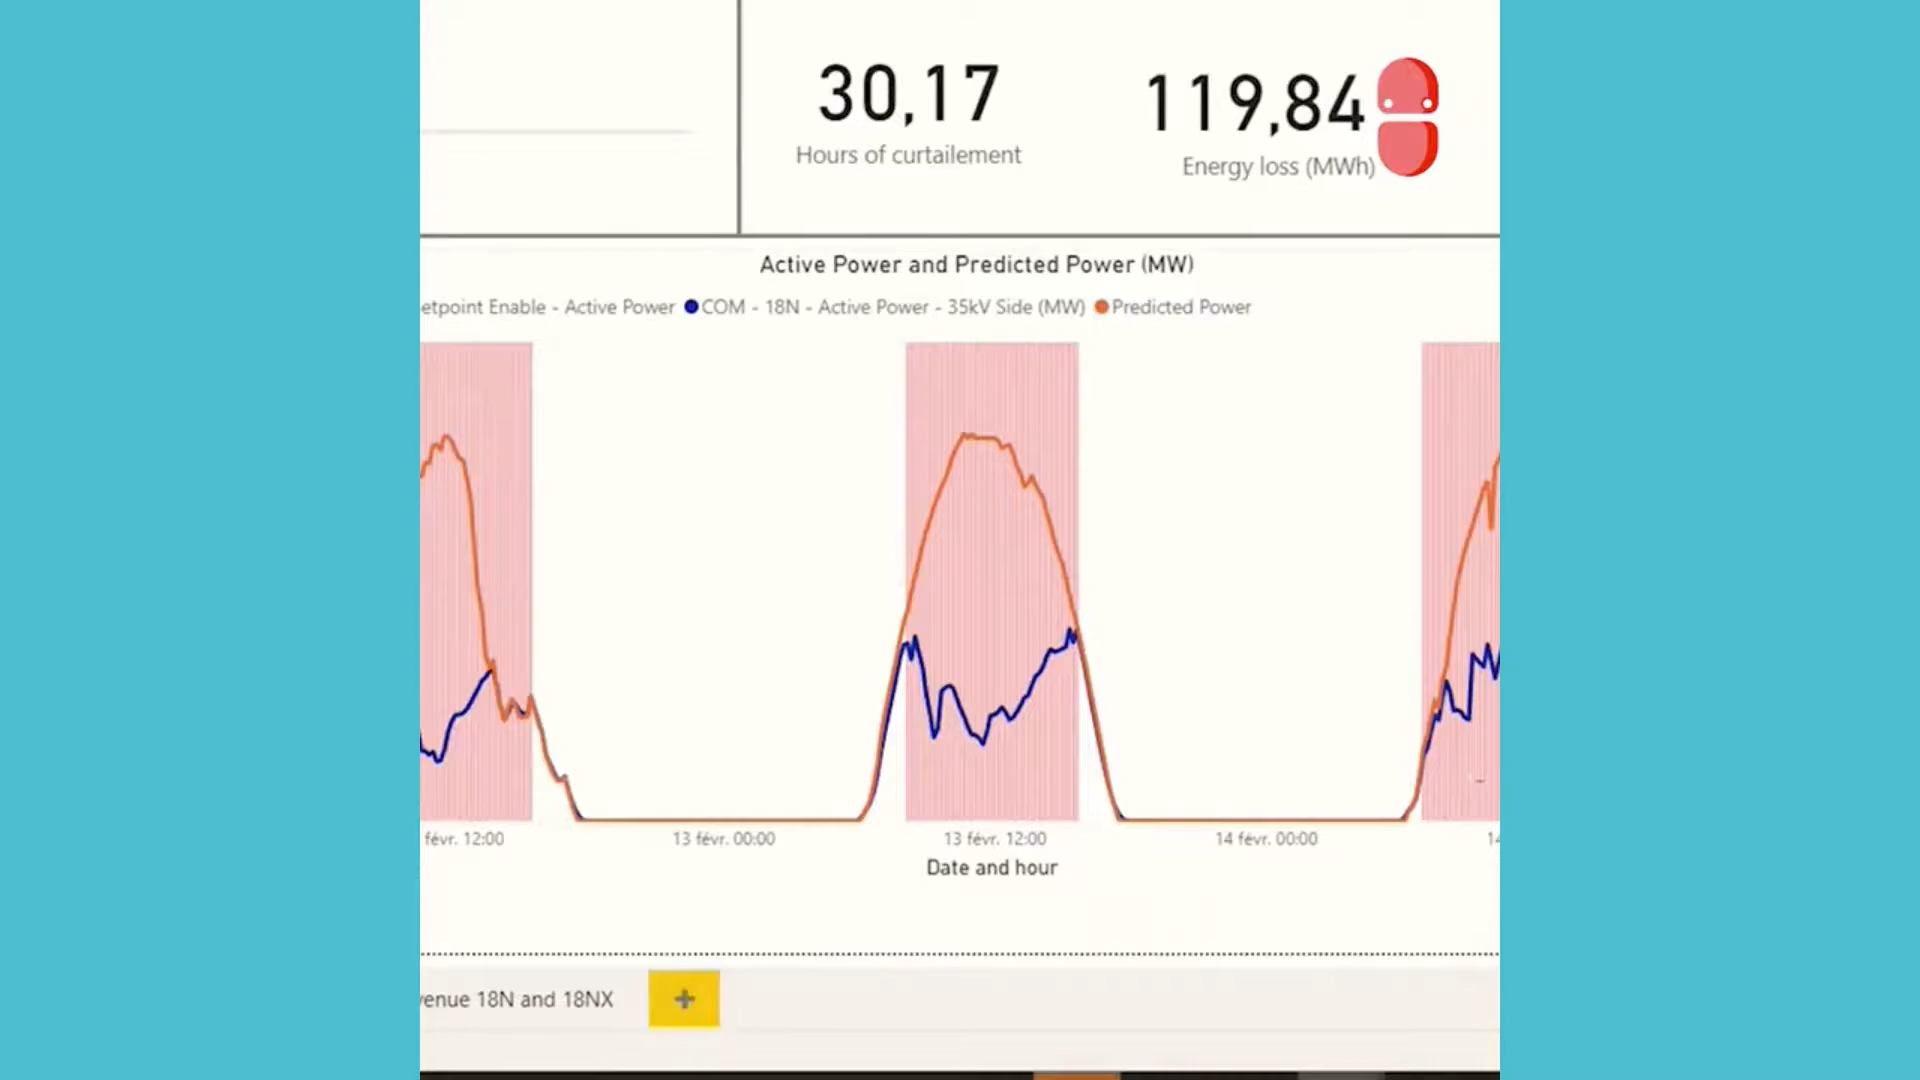 30,17
119,84
Hours of curtailement
Energy loss (MWh)
Active Power and Predicted Power (MW)
etpoint Enable - Active Power COM - 18N - Active Power - 35kV Side (MW) Predicted Power
févr. 12:00 13 févr. 00:00 13 févr. 12:00 14 févr. 00:00 14
Date and hour
venue 18N and 18NX +